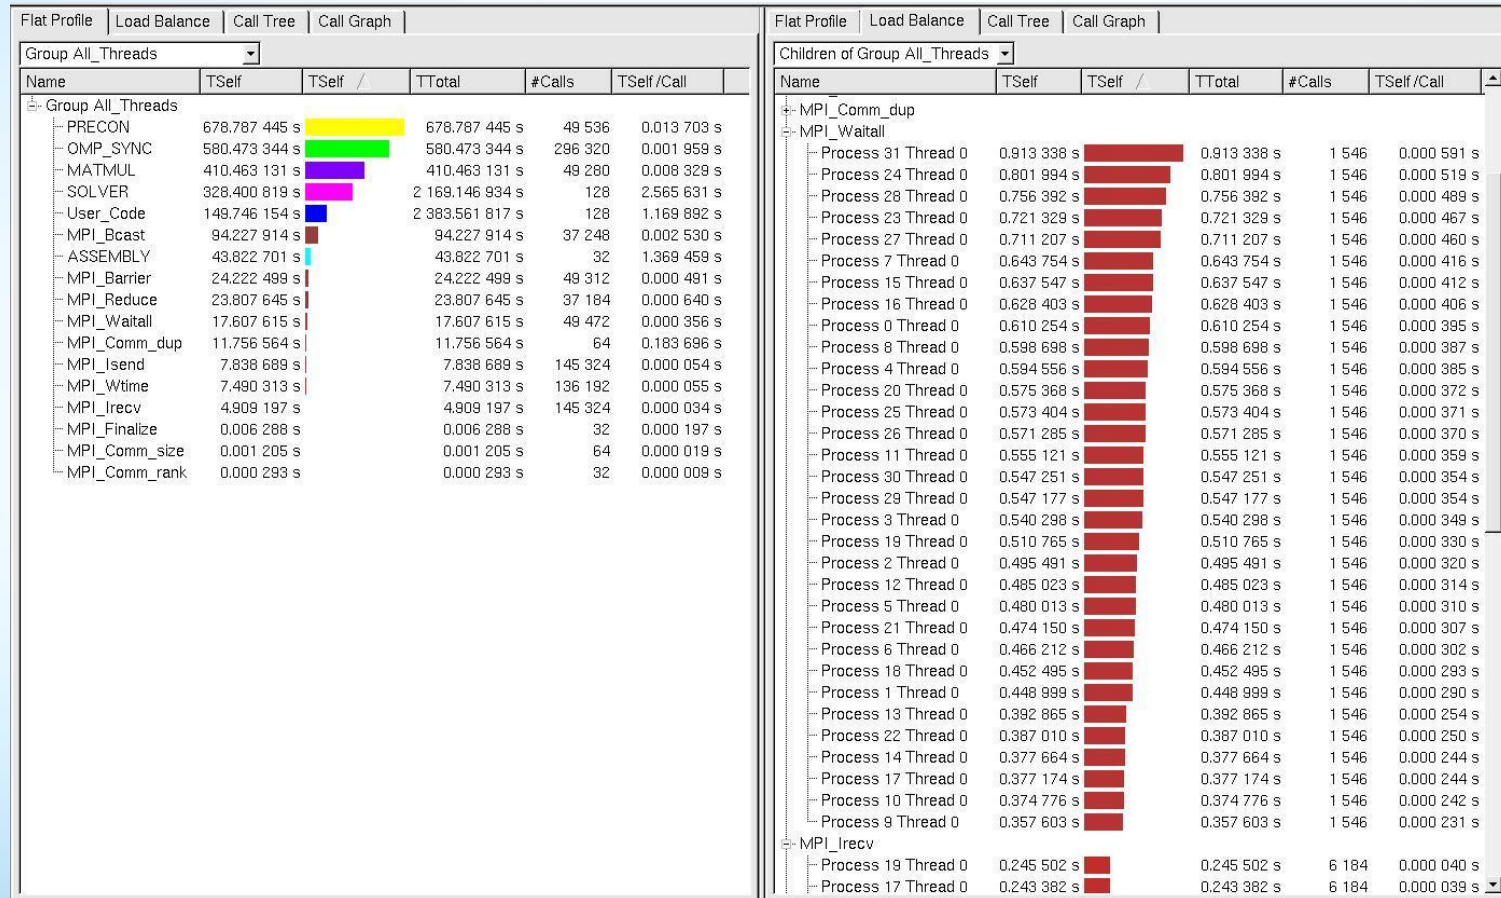 Flat Profile Load Balance Call Tree Call Graph
Group All_Threads
Name TSelf TSelf TTotal #Calls TSelf /Call
Group All_Threads
PRECON 678.787 445 s 678.787 445 s 49 536 0.013 703 s
OMP_SYNC 580.473 344 s 580.473 344 s 296 320 0.001 959 s
MATMUL 410.463 131 s 410.463 131 s 49 280 0.008 329 s
SOLVER 328.400 819 s 2 169.146 934 s 128 2.565 631 s
User_Code 149.746 154 s 2 383.561 817 s 128 1.169 892 s
MPI_Bcast 94.227 914 s 94.227 914 s 37 248 0.002 530 s
ASSEMBLY 43.822 701 s 43.822 701 s 32 1.369 459 s
MPI_Barrier 24.222 499 s 24.222 499 s 49 312 0.000 491 s
MPI_Reduce 23.807 645 s 23.807 645 s 37 184 0.000 640 s
MPI_Waitall 17.607 615 s 17.607 615 s 49 472 0.000 356 s
MPI_Comm_dup 11.756 564 s 11.756 564 s 64 0.183 696 s
MPI_Isend 7.838 689 s 7.838 689 s 145 324 0.000 054 s
MPI_Wtime 7.490 313 s 7.490 313 s 136 192 0.000 055 s
MPI_Irecv 4.909 197 s 4.909 197 s 145 324 0.000 034 s
MPI_Finalize 0.006 288 s 0.006 288 s 32 0.000 197 s
MPI_Comm_size 0.001 205 s 0.001 205 s 64 0.000 019 s
MPI_Comm_rank 0.000 293 s 0.000 293 s 32 0.000 009 s
Flat Profile Load Balance Call Tree Call Graph
Children of Group All_Threads
Name TSelf TSelf TTotal #Calls TSelf /Call
MPI_Comm_dup
MPI_Waitall
Process 31 Thread 0 0.913 338 s 0.913 338 s 1 546 0.000 591 s
Process 24 Thread 0 0.801 994 s 0.801 994 s 1 546 0.000 519 s
Process 28 Thread 0 0.756 392 s 0.756 392 s 1 546 0.000 489 s
Process 23 Thread 0 0.721 329 s 0.721 329 s 1 546 0.000 467 s
Process 27 Thread 0 0.711 207 s 0.711 207 s 1 546 0.000 460 s
Process 7 Thread 0 0.643 754 s 0.643 754 s 1 546 0.000 416 s
Process 15 Thread 0 0.637 547 s 0.637 547 s 1 546 0.000 412 s
Process 16 Thread 0 0.628 403 s 0.628 403 s 1 546 0.000 406 s
Process 0 Thread 0 0.610 254 s 0.610 254 s 1 546 0.000 395 s
Process 8 Thread 0 0.598 698 s 0.598 698 s 1 546 0.000 387 s
Process 4 Thread 0 0.594 556 s 0.594 556 s 1 546 0.000 385 s
Process 20 Thread 0 0.575 368 s 0.575 368 s 1 546 0.000 372 s
Process 25 Thread 0 0.573 404 s 0.573 404 s 1 546 0.000 371 s
Process 26 Thread 0 0.571 285 s 0.571 285 s 1 546 0.000 370 s
Process 11 Thread 0 0.555 121 s 0.555 121 s 1 546 0.000 359 s
Process 30 Thread 0 0.547 251 s 0.547 251 s 1 546 0.000 354 s
Process 29 Thread 0 0.547 177 s 0.547 177 s 1 546 0.000 354 s
Process 3 Thread 0 0.540 298 s 0.540 298 s 1 546 0.000 349 s
Process 19 Thread 0 0.510 765 s 0.510 765 s 1 546 0.000 330 s
Process 2 Thread 0 0.495 491 s 0.495 491 s 1 546 0.000 320 s
Process 12 Thread 0 0.485 023 s 0.485 023 s 1 546 0.000 314 s
Process 5 Thread 0 0.480 013 s 0.480 013 s 1 546 0.000 310 s
Process 21 Thread 0 0.474 150 s 0.474 150 s 1 546 0.000 307 s
Process 6 Thread 0 0.466 212 s 0.466 212 s 1 546 0.000 302 s
Process 18 Thread 0 0.452 495 s 0.452 495 s 1 546 0.000 293 s
Process 1 Thread 0 0.448 999 s 0.448 999 s 1 546 0.000 290 s
Process 13 Thread 0 0.392 865 s 0.392 865 s 1 546 0.000 254 s
Process 22 Thread 0 0.387 010 s 0.387 010 s 1 546 0.000 250 s
Process 14 Thread 0 0.377 664 s 0.377 664 s 1 546 0.000 244 s
Process 17 Thread 0 0.377 174 s 0.377 174 s 1 546 0.000 244 s
Process 10 Thread 0 0.374 776 s 0.374 776 s 1 546 0.000 242 s
Process 9 Thread 0 0.357 603 s 0.357 603 s 1 546 0.000 231 s
MPI_Irecv
Process 19 Thread 0 0.245 502 s 0.245 502 s 6 184 0.000 040 s
Process 17 Thread 0 0.243 382 s 0.243 382 s 6 184 0.000 039 s